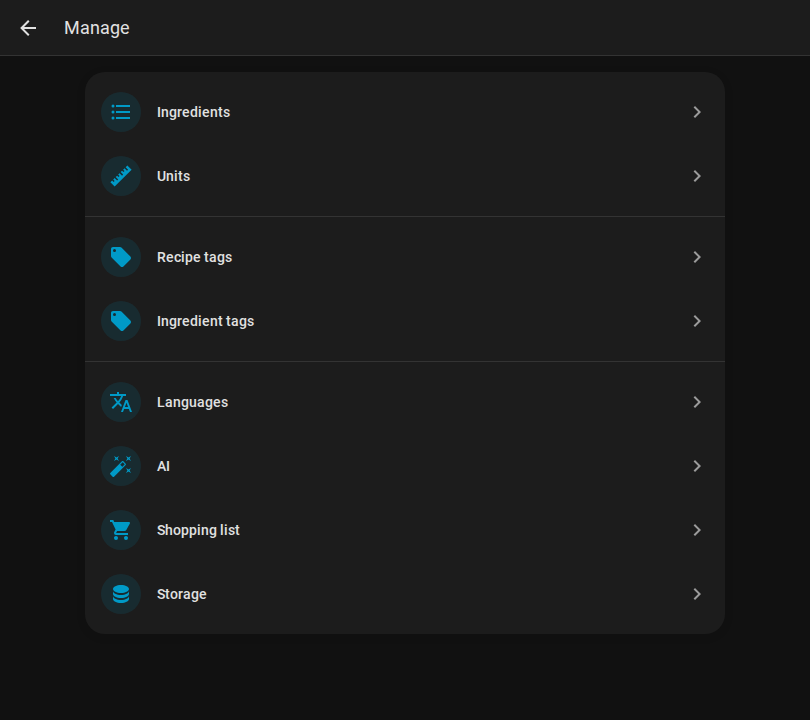 Manage
Ingredients
Units
Recipe tags
Ingredient tags
Languages
AI
Shopping list
Storage